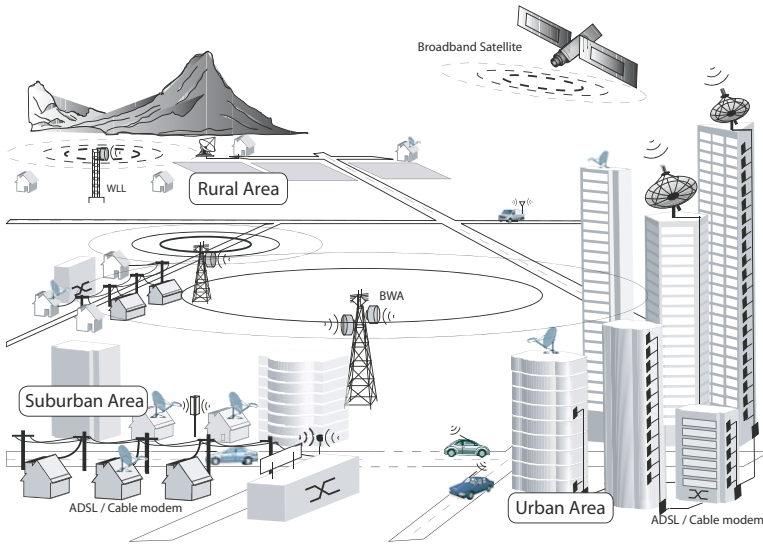 Broadband Satellite
WLL
Rural Area
BWA
Suburban Area
ADSL / Cable modem
Urban Area
ADSL / Cable modem